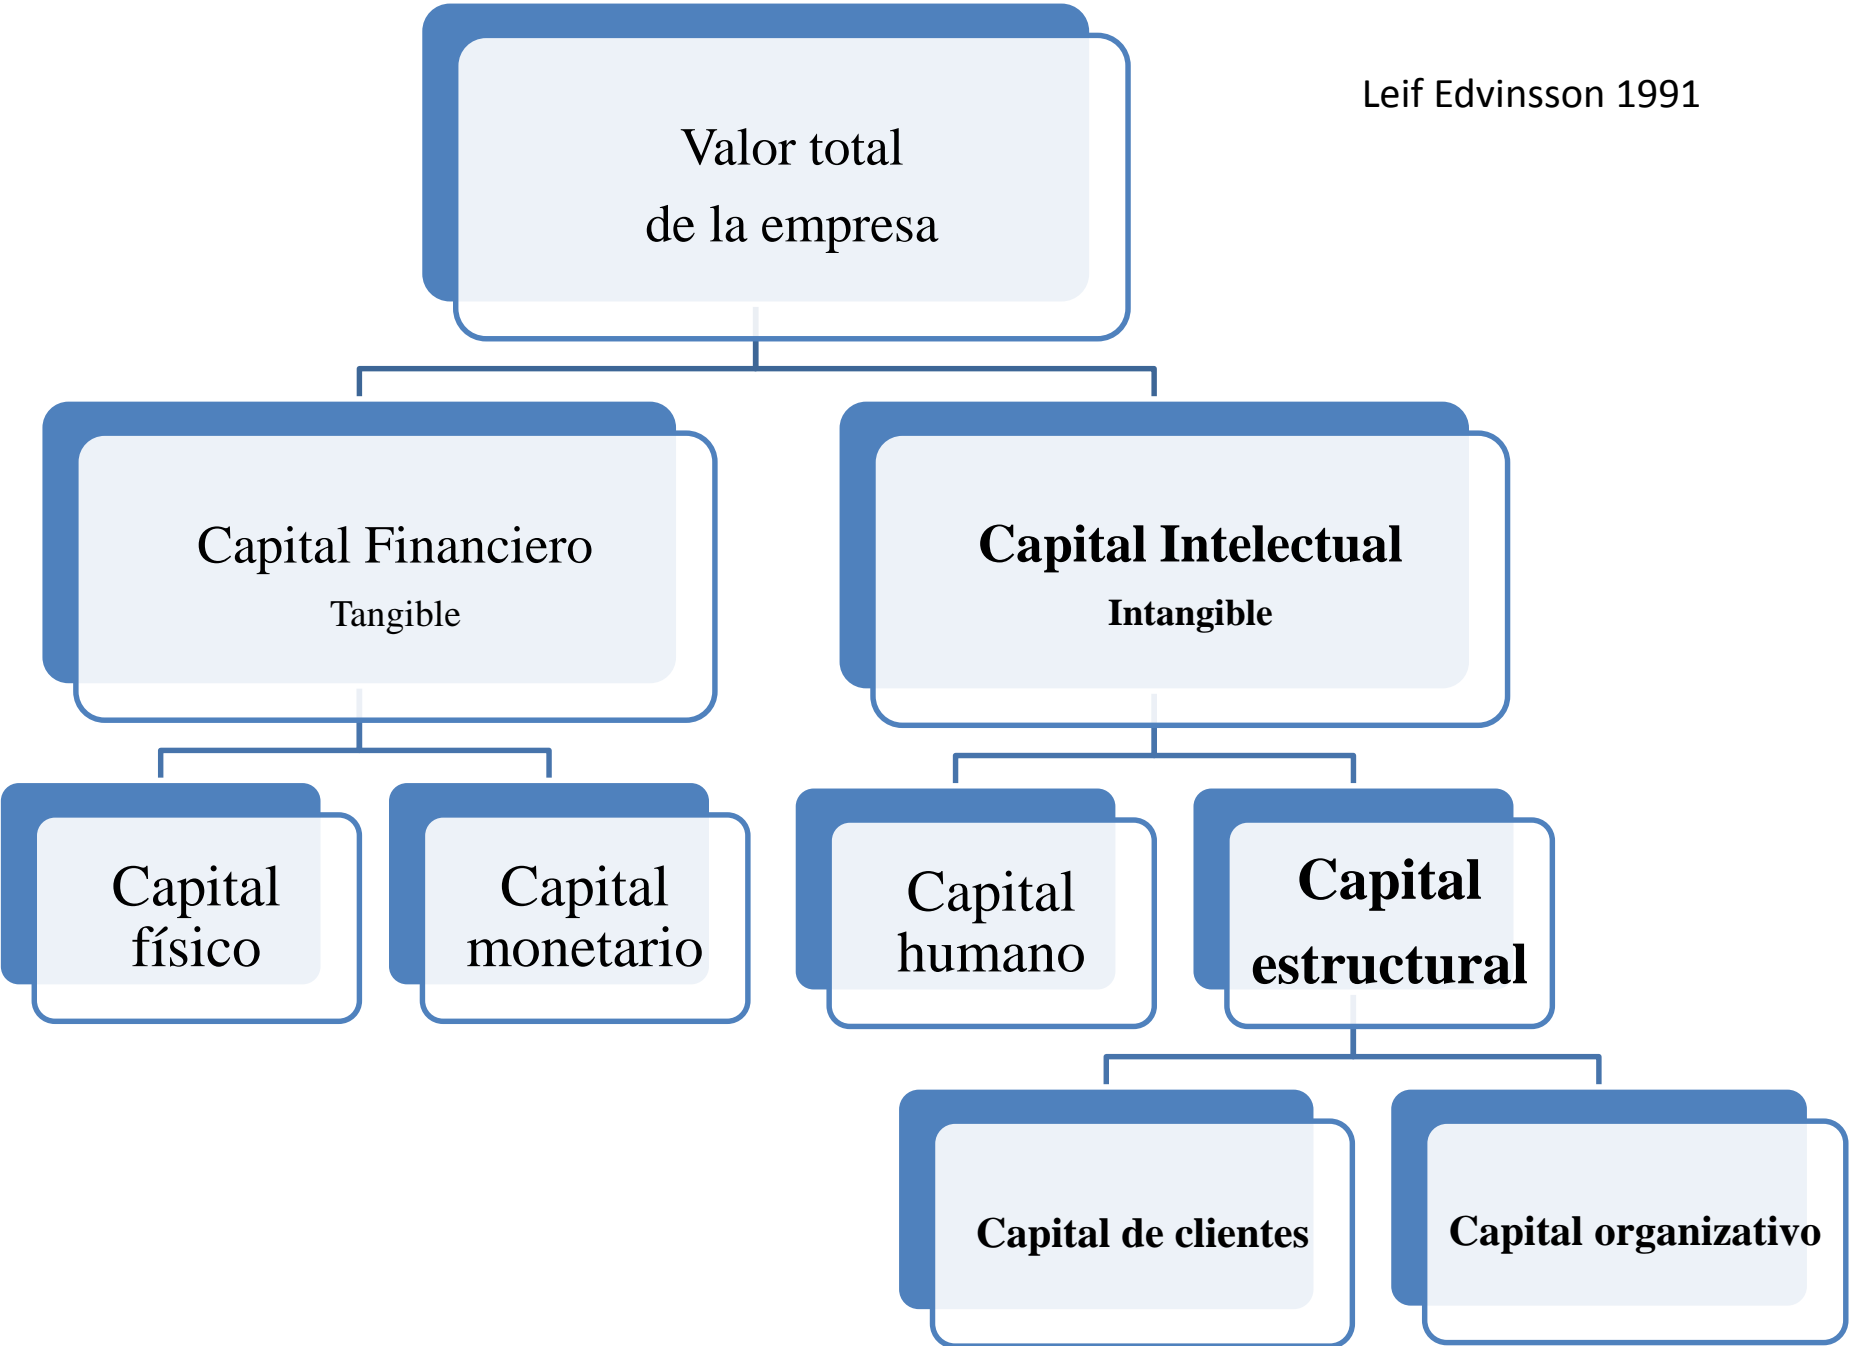 Leif Edvinsson 1991
Valor total
de la empresa
Capital Financiero
Tangible
Capital Intelectual
Intangible
Capital
físico
Capital
monetario
Capital
humano
Capital
estructural
Capital de clientes
Capital organizativo